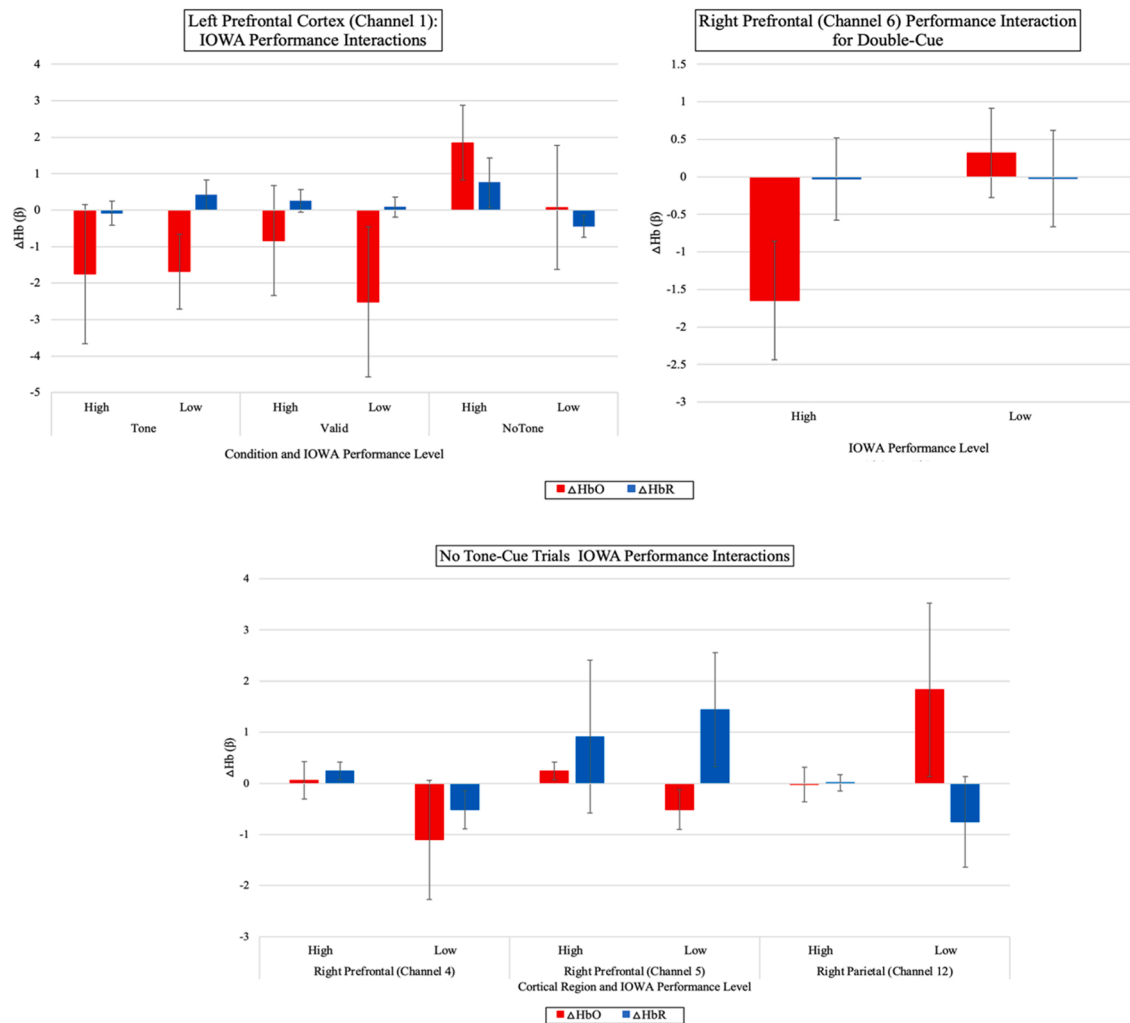 Left Prefrontal Cortex (Channel 1):
IOWA Performance Interactions
4
3
2
1
0
-1
-2
-3
-4
-5
ΔHb (β)
High Low High Low High Low
Tone Valid NoTone
Condition and IOWA Performance Level
Right Prefrontal (Channel 6) Performance Interaction
for Double-Cue
1.5
1
0.5
0
-0.5
-1
-1.5
-2
-2.5
-3
ΔHb (β)
High Low
IOWA Performance Level
ΔHbO ΔHbR
No Tone-Cue Trials IOWA Performance Interactions
4
3
2
1
0
-1
-2
-3
ΔHb (β)
High Low High Low High Low
Right Prefrontal (Channel 4) Right Prefrontal (Channel 5) Right Parietal (Channel 12)
Cortical Region and IOWA Performance Level
ΔHbO ΔHbR